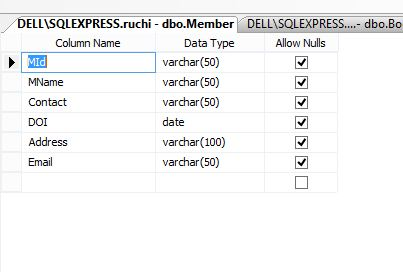 DELL\SQLEXPRESS.ruchi - dbo.Member DELL\SQLEXPRESS....- dbo.Bo
Column Name Data Type Allow Nulls
MId varchar(50)
MName varchar(50)
Contact varchar(50)
DOI date
Address varchar(100)
Email varchar(50)